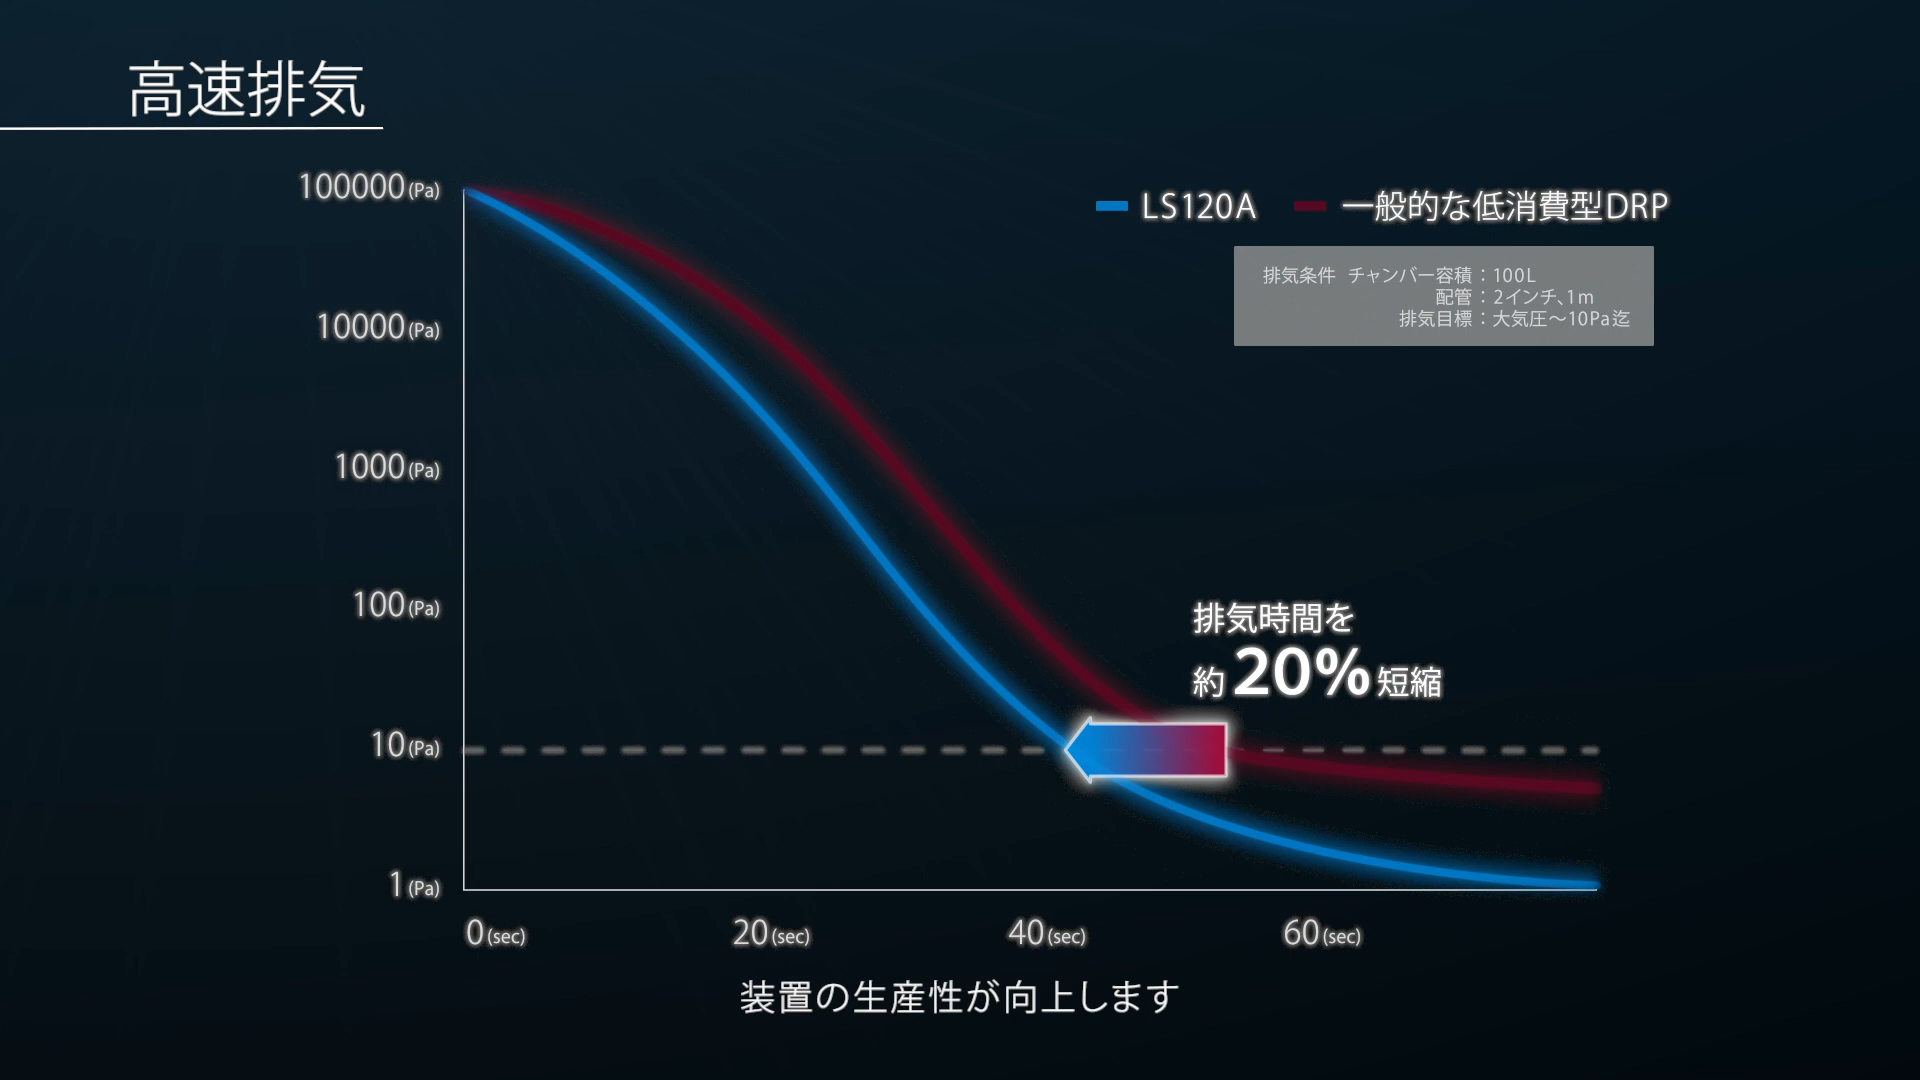 高速排気
100000(Pa)
LS120A 一般的な低消費型DRP
排気条件 チャンバー容積：100L
配管：2インチ、1m
排気目標：大気圧～10Pa迄
10000(Pa)
1000(Pa)
100(Pa)
排気時間を
約20%短縮
10(Pa)
1(Pa)
0(sec) 20(sec) 40(sec) 60(sec)
装置の生産性が向上します